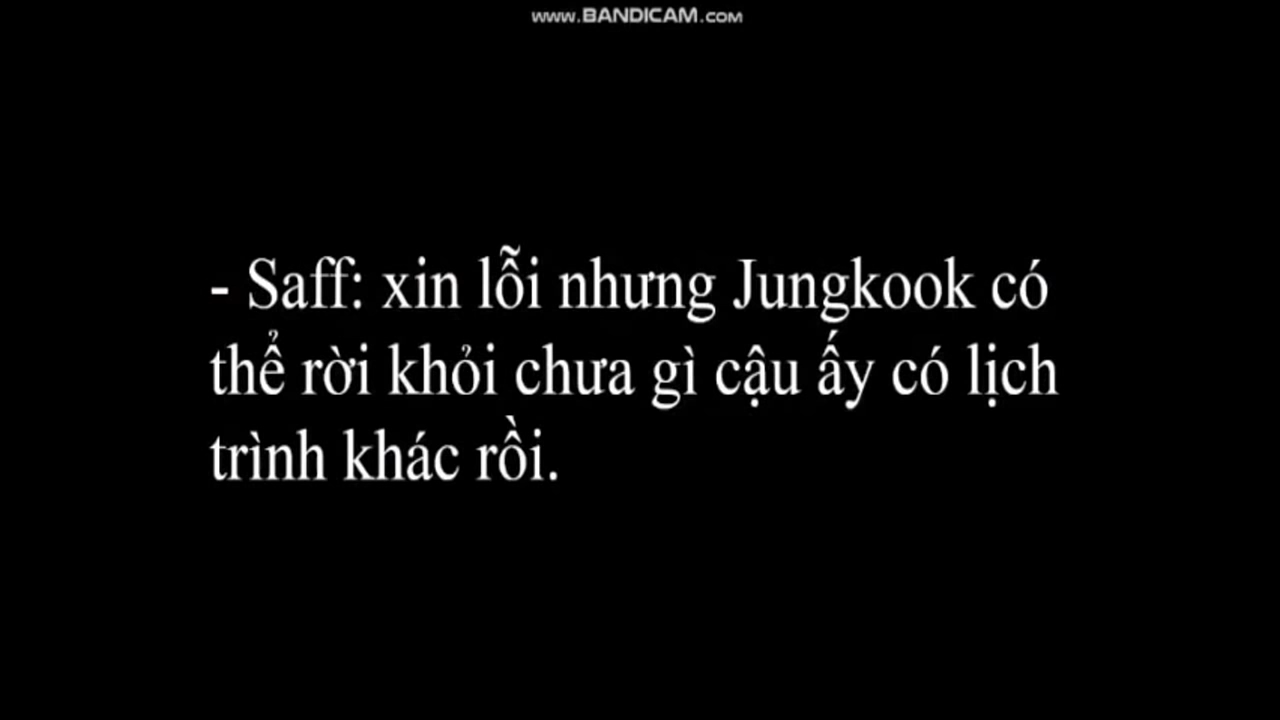 www.BANDICAM.com
- Saff: xin lỗi nhưng Jungkook có
thể rời khỏi chưa gì cậu ấy có lịch
trình khác rồi.